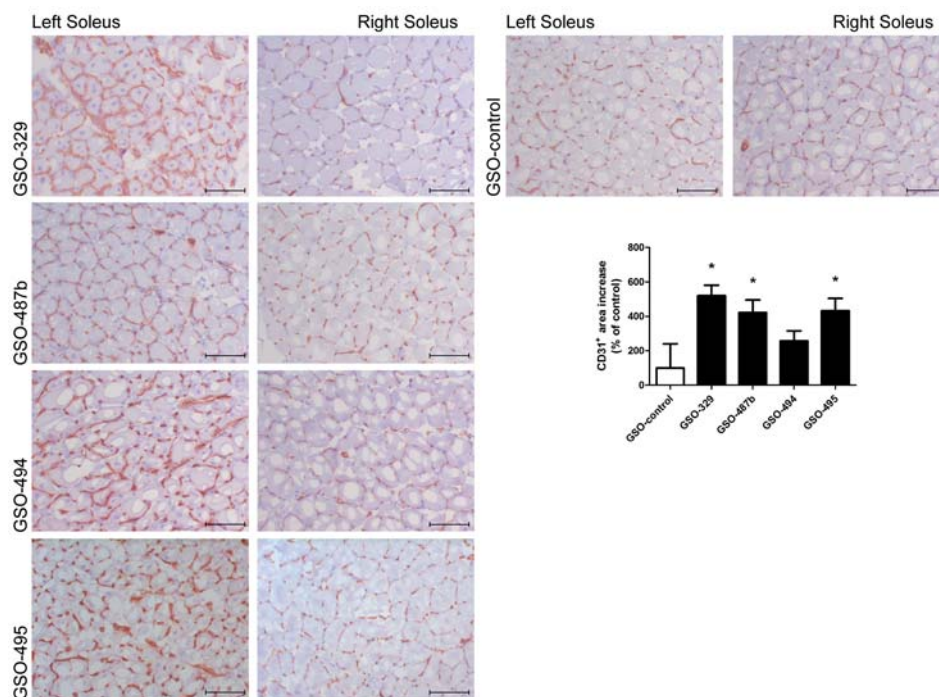 Left Soleus
Right Soleus
Left Soleus
Right Soleus
GSO-329
GSO-control
GSO-487b
GSO-494
GSO-495
CD31⁺ area increase
(% of control)
800
600
400
200
0
*
*
*
GSO-control
GSO-329
GSO-487b
GSO-494
GSO-495